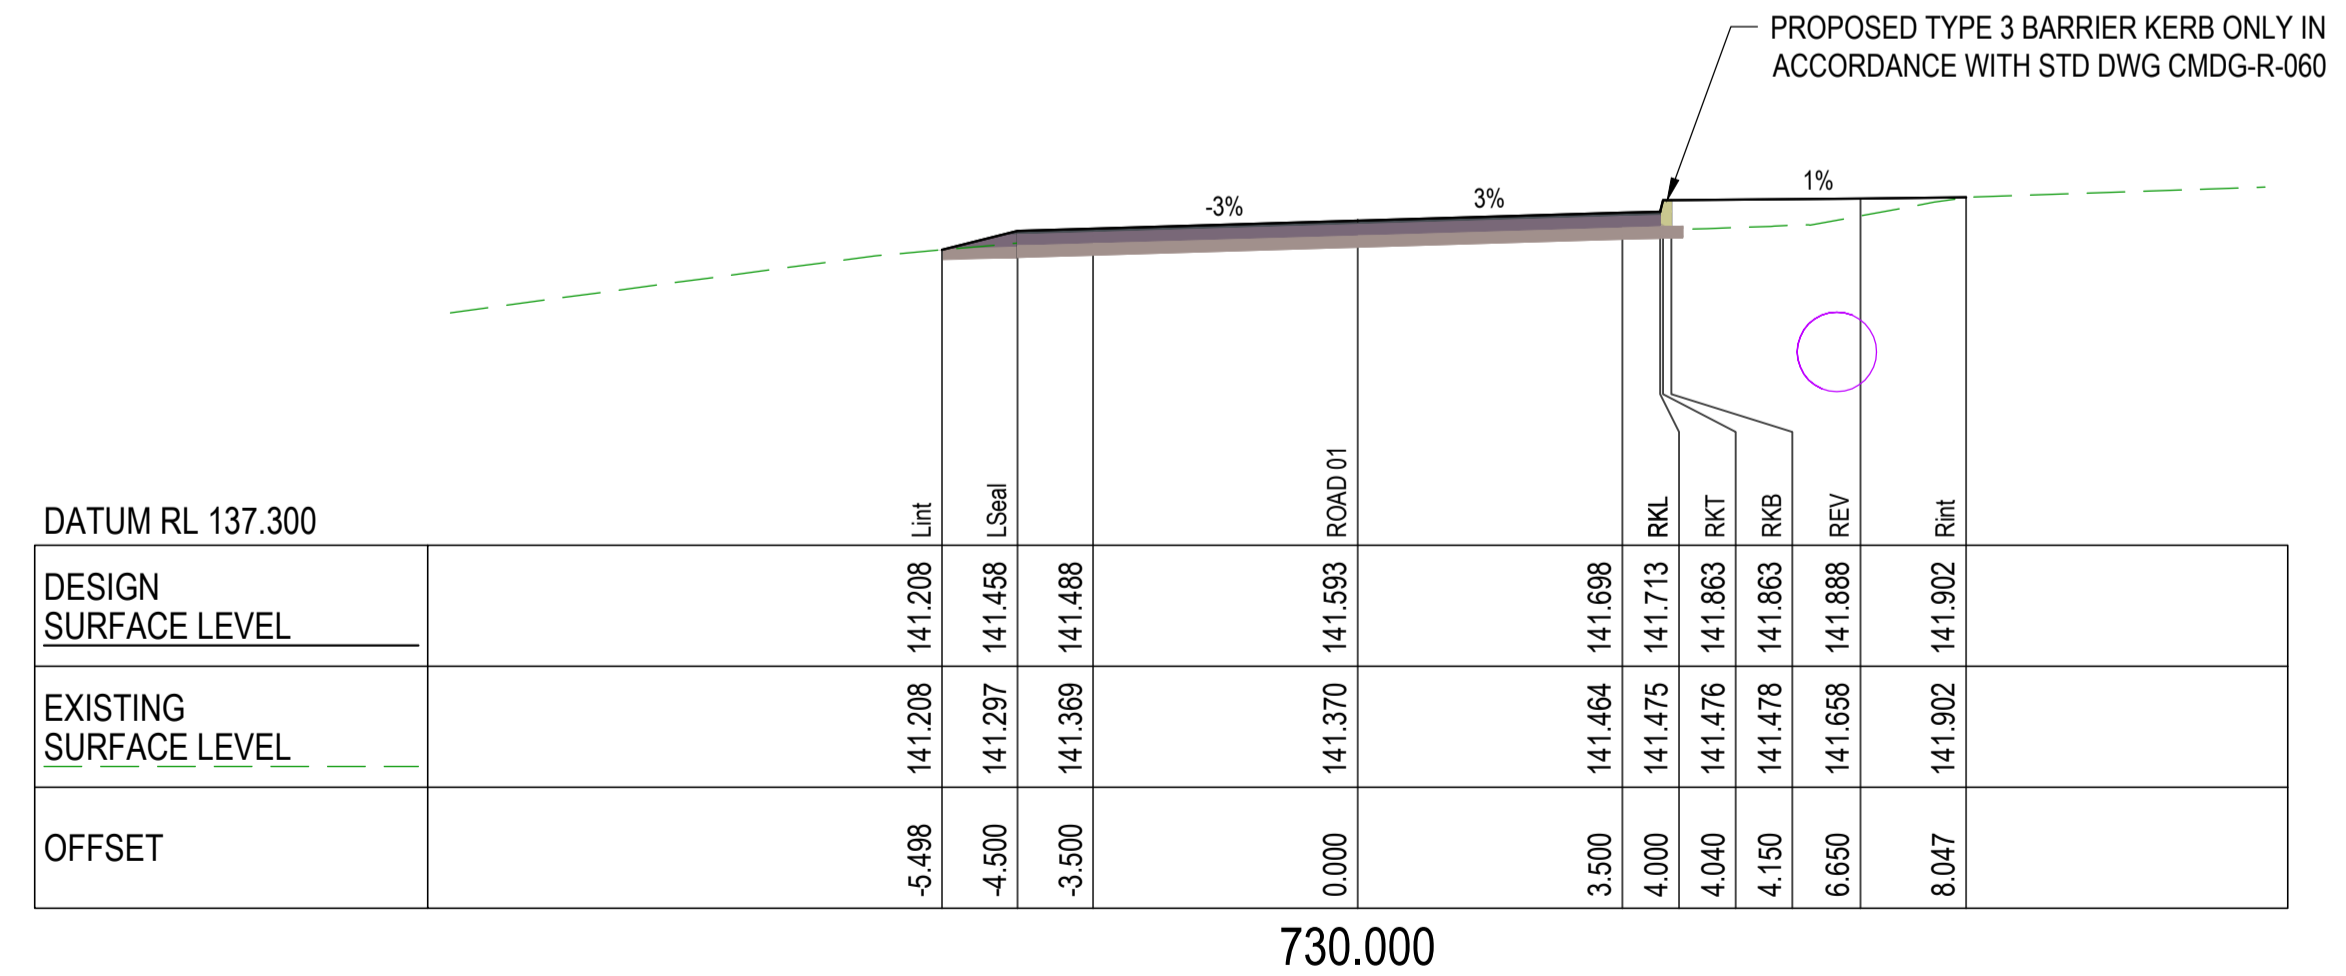 PROPOSED TYPE 3 BARRIER KERB ONLY IN
ACCORDANCE WITH STD DWG CMDG-R-060
-3%
3%
1%
DATUM RL 137.300
Lint
LSeal
ROAD 01
RKL
RKT
RKB
REV
Rint
DESIGN
SURFACE LEVEL
141.208
141.458
141.488
141.593
141.698
141.713
141.863
141.863
141.888
141.902
EXISTING
SURFACE LEVEL
141.208
141.297
141.369
141.370
141.464
141.475
141.476
141.478
141.658
141.902
OFFSET
-5.498
-4.500
-3.500
0.000
3.500
4.000
4.040
4.150
6.650
8.047
730.000